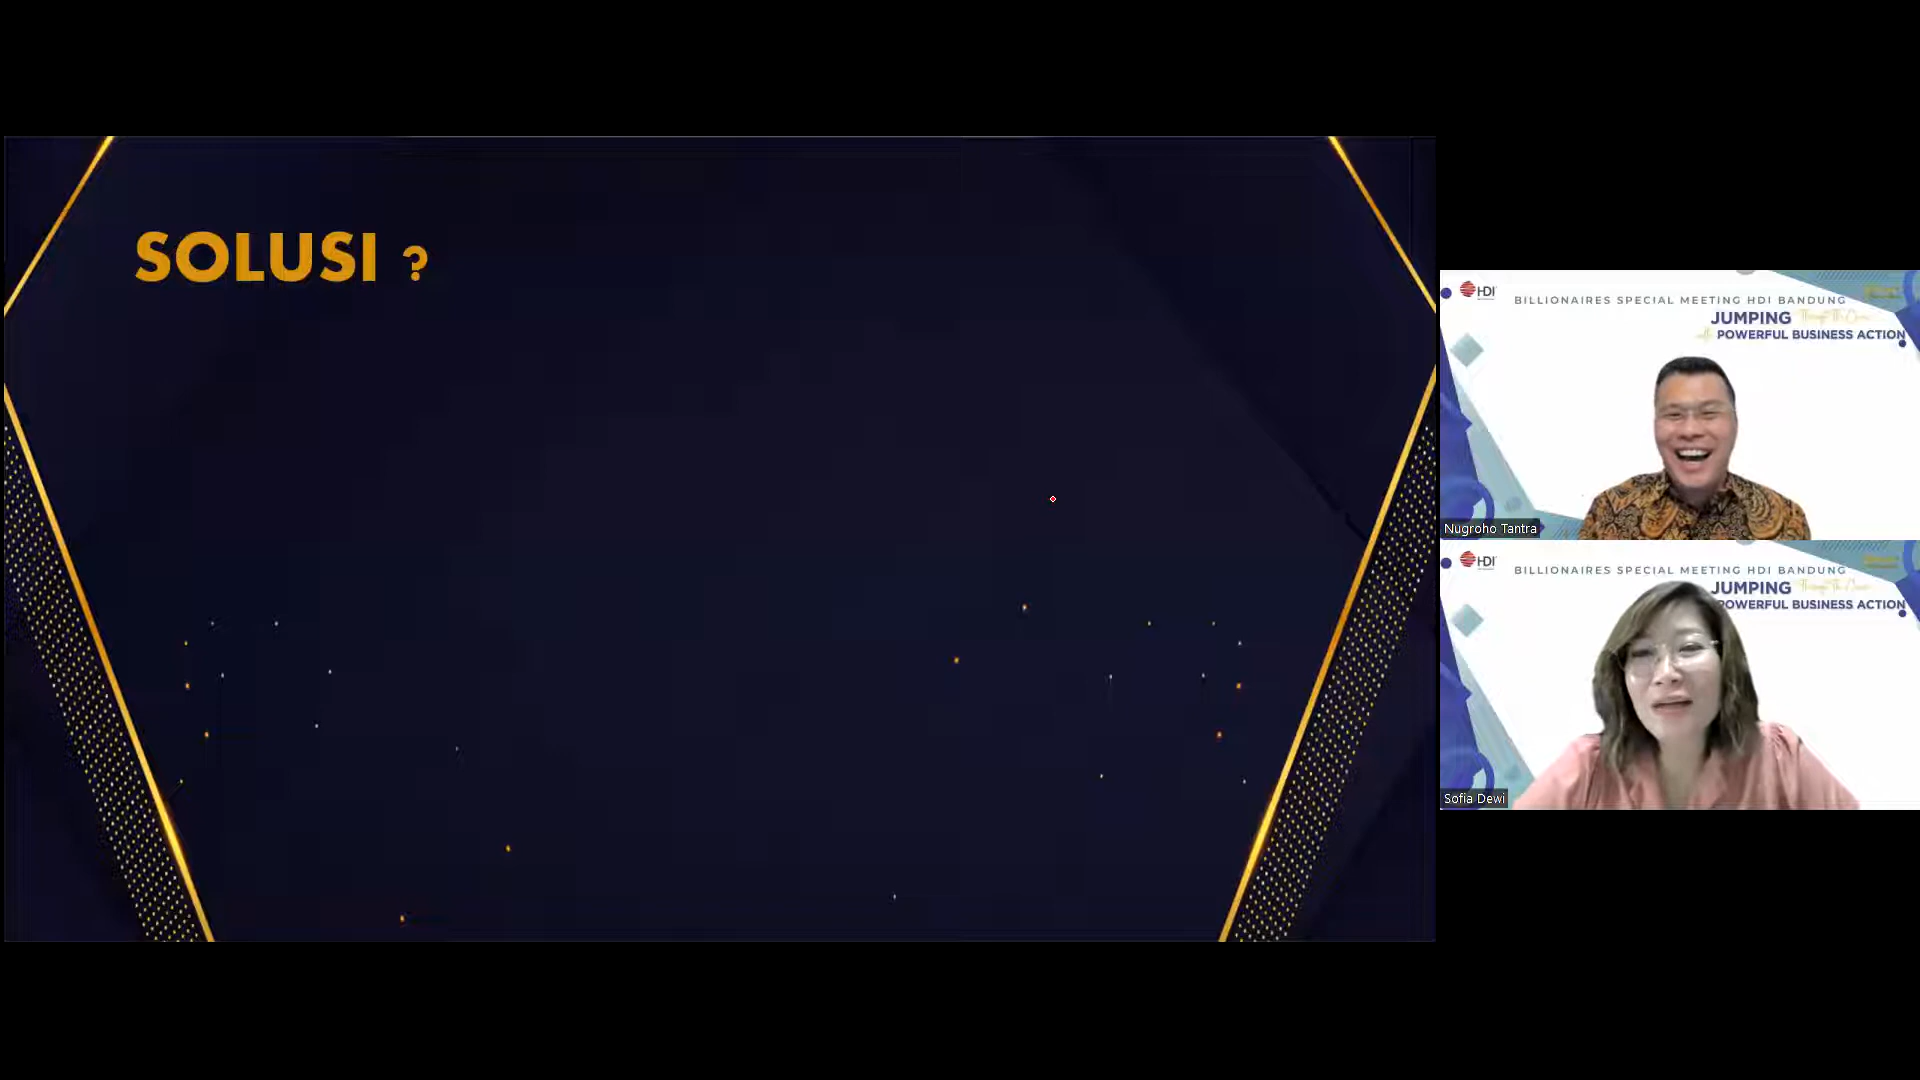 SOLUSI ?
HDI
BILLIONAIRES SPECIAL MEETING HDI BANDUNG
JUMPING
POWERFUL BUSINESS ACTION
Nugroho Tantra
HDI
BILLIONAIRES SPECIAL MEETING HDI BANDUNG
JUMPING
POWERFUL BUSINESS ACTION
Sofia Dewi